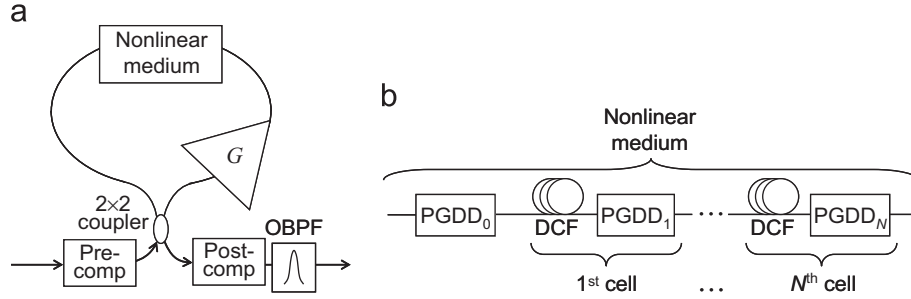 a
Nonlinear
medium
G
2×2
coupler
OBPF
Pre-
comp
Post-
comp
b
Nonlinear
medium
PGDD0
DCF
PGDD1
...
DCF
PGDDN
1st cell
...
Nth cell